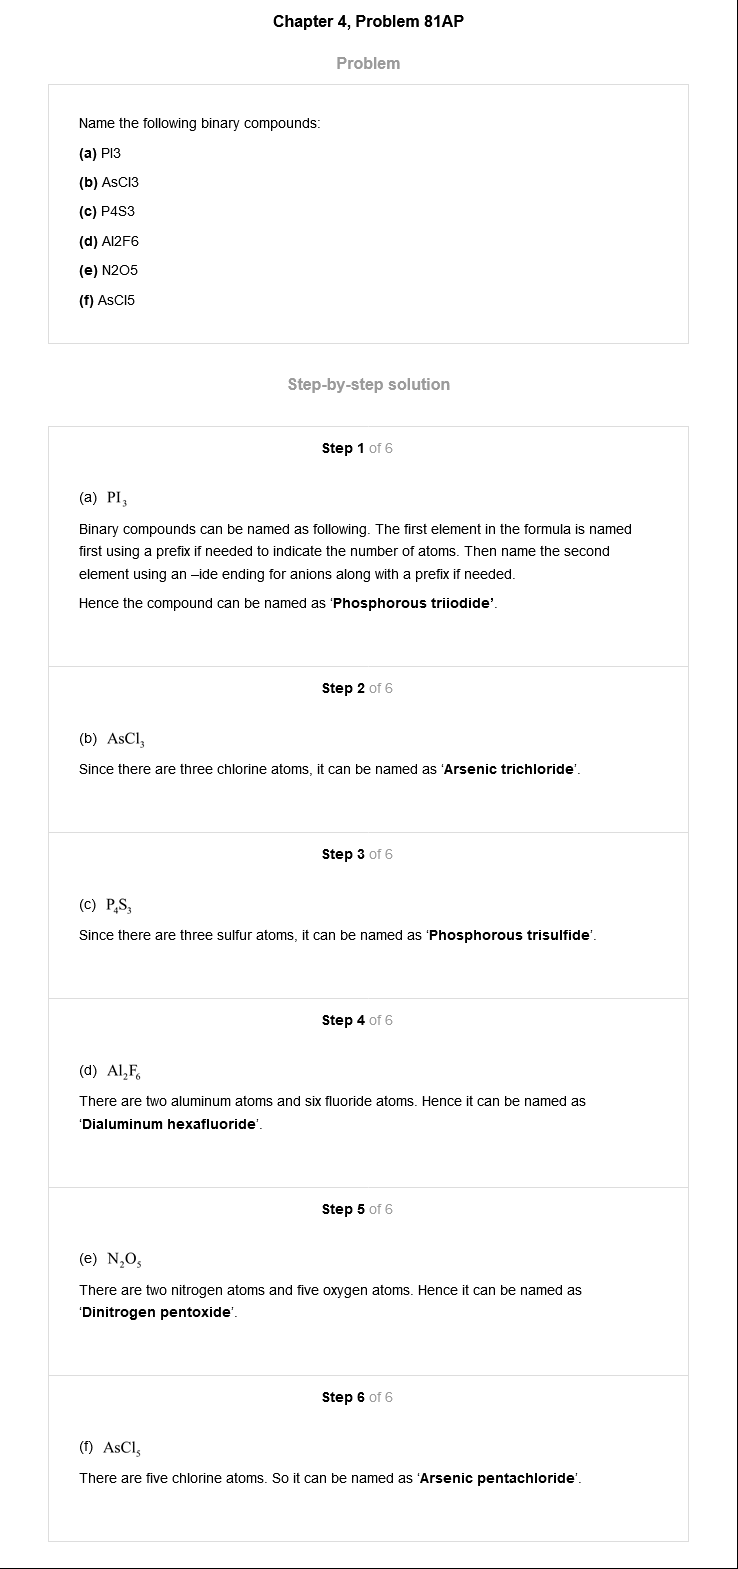 Chapter 4, Problem 81AP
Problem
Name the following binary compounds:
(a) PI3
(b) AsCl3
(c) P4S3
(d) Al2F6
(e) N2O5
(f) AsCl5
Step-by-step solution
Step 1 of 6
(a) PI₃
Binary compounds can be named as following. The first element in the formula is named
first using a prefix if needed to indicate the number of atoms. Then name the second
element using an –ide ending for anions along with a prefix if needed.
Hence the compound can be named as ‘Phosphorous triiodide’.
Step 2 of 6
(b) AsCl₃
Since there are three chlorine atoms, it can be named as ‘Arsenic trichloride’.
Step 3 of 6
(c) P₄S₃
Since there are three sulfur atoms, it can be named as ‘Phosphorous trisulfide’.
Step 4 of 6
(d) Al₂F₆
There are two aluminum atoms and six fluoride atoms. Hence it can be named as
‘Dialuminum hexafluoride’.
Step 5 of 6
(e) N₂O₅
There are two nitrogen atoms and five oxygen atoms. Hence it can be named as
‘Dinitrogen pentoxide’.
Step 6 of 6
(f) AsCl₅
There are five chlorine atoms. So it can be named as ‘Arsenic pentachloride’.